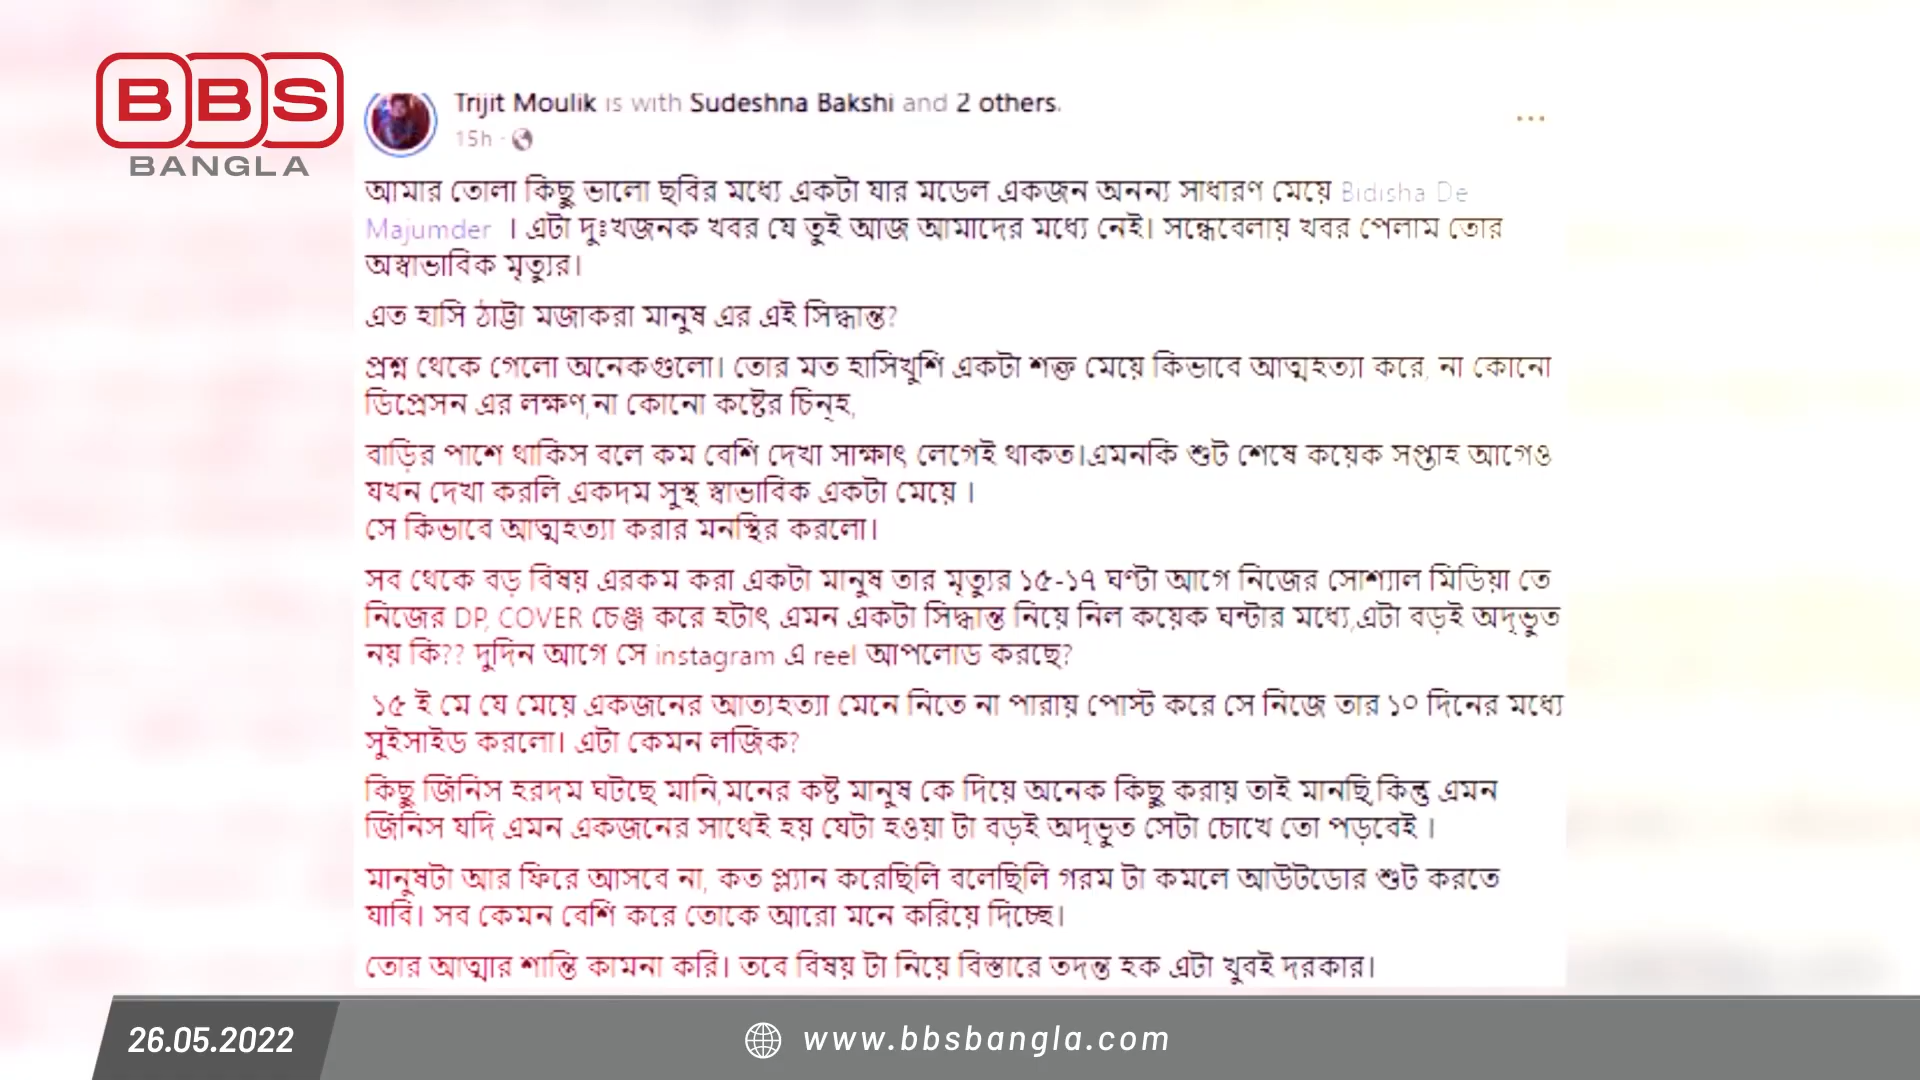 BBS
BANGLA
Trijit Moulik is with Sudeshna Bakshi and 2 others.
15h ·
আমার তোলা কিছু ভালো ছবির মধ্যে একটা যার মডেল একজন অনন্য সাধারণ মেয়ে Bidisha De
Majumder । এটা দুঃখজনক খবর যে তুই আজ আমাদের মধ্যে নেই। সন্ধেবেলায় খবর পেলাম তোর
অস্বাভাবিক মৃত্যুর।
এত হাসি ঠাট্টা মজাকরা মানুষ এর এই সিদ্ধান্ত?
প্রশ্ন থেকে গেলো অনেকগুলো। তোর মত হাসিখুশি একটা শক্ত মেয়ে কিভাবে আত্মহত্যা করে, না কোনো
ডিপ্রেসন এর লক্ষণ,না কোনো কষ্টের চিন্হ,
বাড়ির পাশে থাকিস বলে কম বেশি দেখা সাক্ষাৎ লেগেই থাকত।এমনকি শুট শেষে কয়েক সপ্তাহ আগেও
যখন দেখা করলি একদম সুস্থ স্বাভাবিক একটা মেয়ে ।
সে কিভাবে আত্মহত্যা করার মনস্থির করলো।
সব থেকে বড় বিষয় এরকম করা একটা মানুষ তার মৃত্যুর ১৫-১৭ ঘণ্টা আগে নিজের সোশ্যাল মিডিয়া তে
নিজের DP, COVER চেঞ্জ করে হটাৎ এমন একটা সিদ্ধান্ত নিয়ে নিল কয়েক ঘন্টার মধ্যে,এটা বড়ই অদ্ভুত
নয় কি?? দুদিন আগে সে instagram এ reel আপলোড করছে?
১৫ ই মে যে মেয়ে একজনের আত্যহত্যা মেনে নিতে না পারায় পোস্ট করে সে নিজে তার ১০ দিনের মধ্যে
সুইসাইড করলো। এটা কেমন লজিক?
কিছু জিনিস হরদম ঘটছে মানি,মনের কষ্ট মানুষ কে দিয়ে অনেক কিছু করায় তাই মানছি,কিন্তু এমন
জিনিস যদি এমন একজনের সাথেই হয় যেটা হওয়া টা বড়ই অদ্ভুত সেটা চোখে তো পড়বেই ।
মানুষটা আর ফিরে আসবে না, কত প্ল্যান করেছিলি বলেছিলি গরম টা কমলে আউটডোর শুট করতে
যাবি। সব কেমন বেশি করে তোকে আরো মনে করিয়ে দিচ্ছে।
তোর আত্মার শান্তি কামনা করি। তবে বিষয় টা নিয়ে বিস্তারে তদন্ত হক এটা খুবই দরকার।
26.05.2022
www.bbsbangla.com